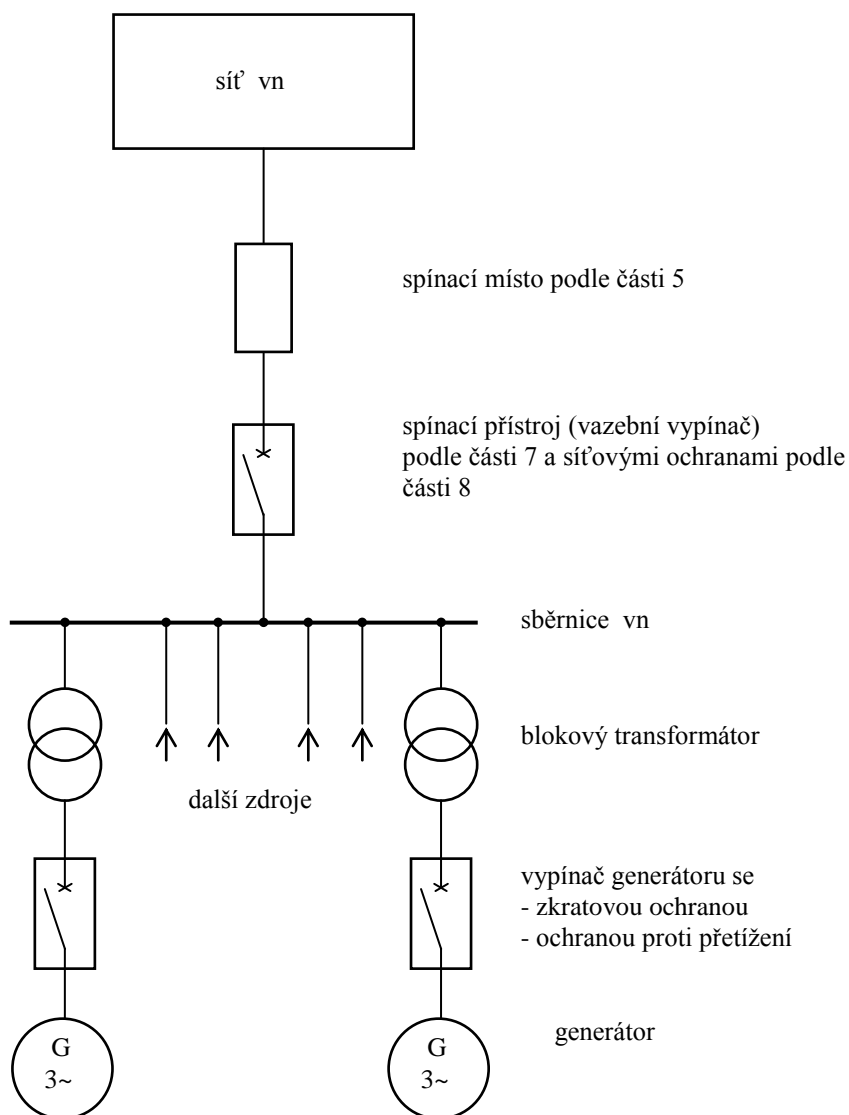 síť vn
spínací místo podle části 5
spínací přístroj (vazební vypínač)
podle části 7 a síťovými ochranami podle
části 8
sběrnice vn
blokový transformátor
další zdroje
vypínač generátoru se
- zkratovou ochranou
- ochranou proti přetížení
generátor
G
3~
G
3~